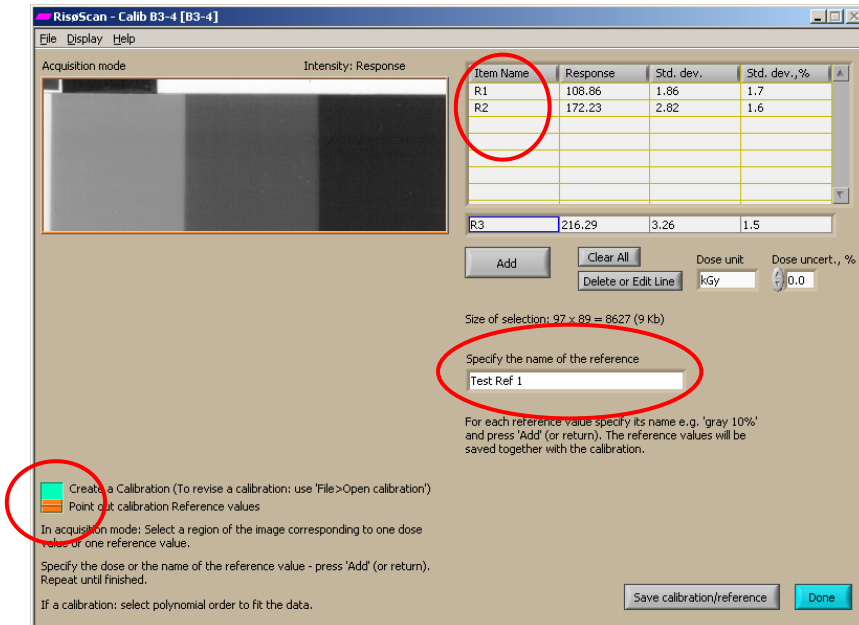 RisøScan - Calib B3-4 [B3-4]
File Display Help
Acquisition mode Intensity: Response
Item Name Response Std. dev. Std. dev.,%
R1 108.86 1.86 1.7
R2 172.23 2.82 1.6
R3 216.29 3.26 1.5
Add Clear All Dose unit Dose uncert., %
Delete or Edit Line kGy 0.0
Size of selection: 97 x 89 = 8627 (9 Kb)
Specify the name of the reference
Test Ref 1
For each reference value specify its name e.g. 'gray 10%'
and press 'Add' (or return). The reference values will be
saved together with the calibration.
Create a Calibration (To revise a calibration: use 'File>Open calibration')
Point out calibration Reference values
In acquisition mode: Select a region of the image corresponding to one dose
value or one reference value.
Specify the dose or the name of the reference value - press 'Add' (or return).
Repeat until finished.
If a calibration: select polynomial order to fit the data.
Save calibration/reference Done